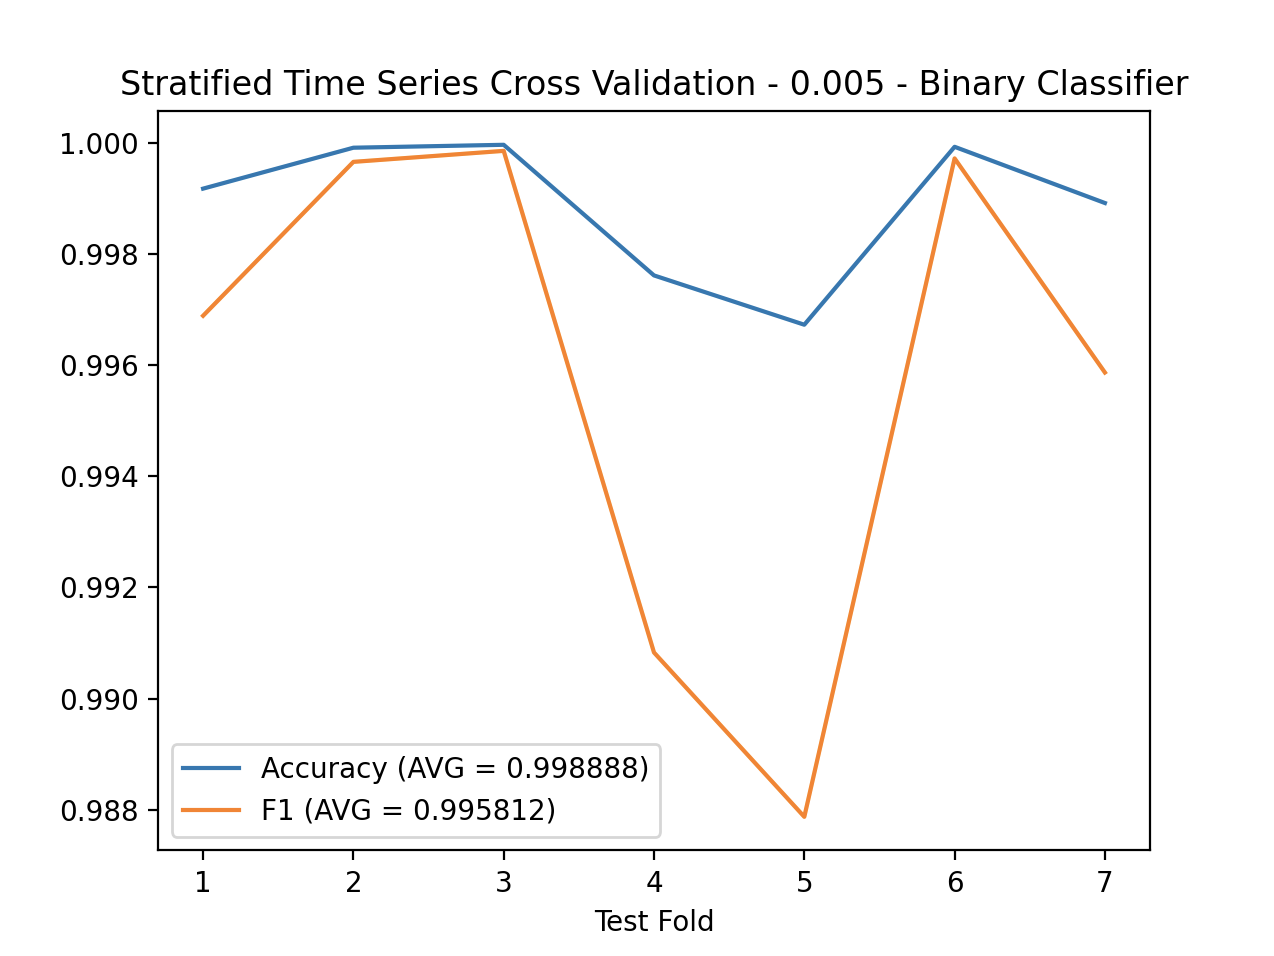 Stratified Time Series Cross Validation - 0.005 - Binary Classifier
1.000
0.998
0.996
0.994
0.992
0.990
0.988
Accuracy (AVG = 0.998888)
F1 (AVG = 0.995812)
1 2 3 4 5 6 7
Test Fold